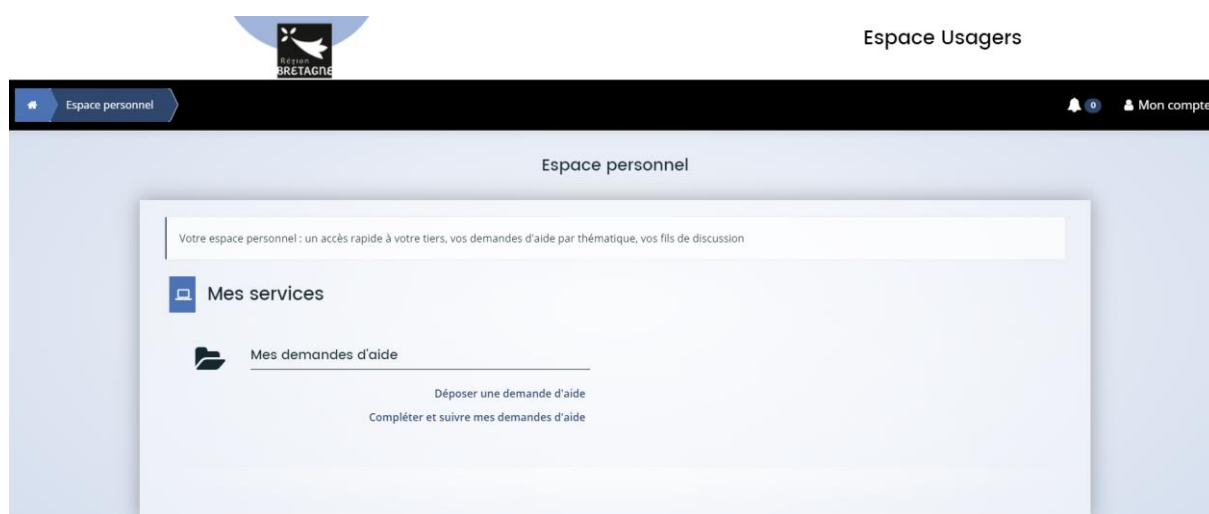 Région
BRETAGNE
Espace Usagers
Espace personnel
0
Mon compte
Espace personnel
Votre espace personnel : un accès rapide à votre tiers, vos demandes d'aide par thématique, vos fils de discussion
Mes services
Mes demandes d'aide
Déposer une demande d'aide
Compléter et suivre mes demandes d'aide